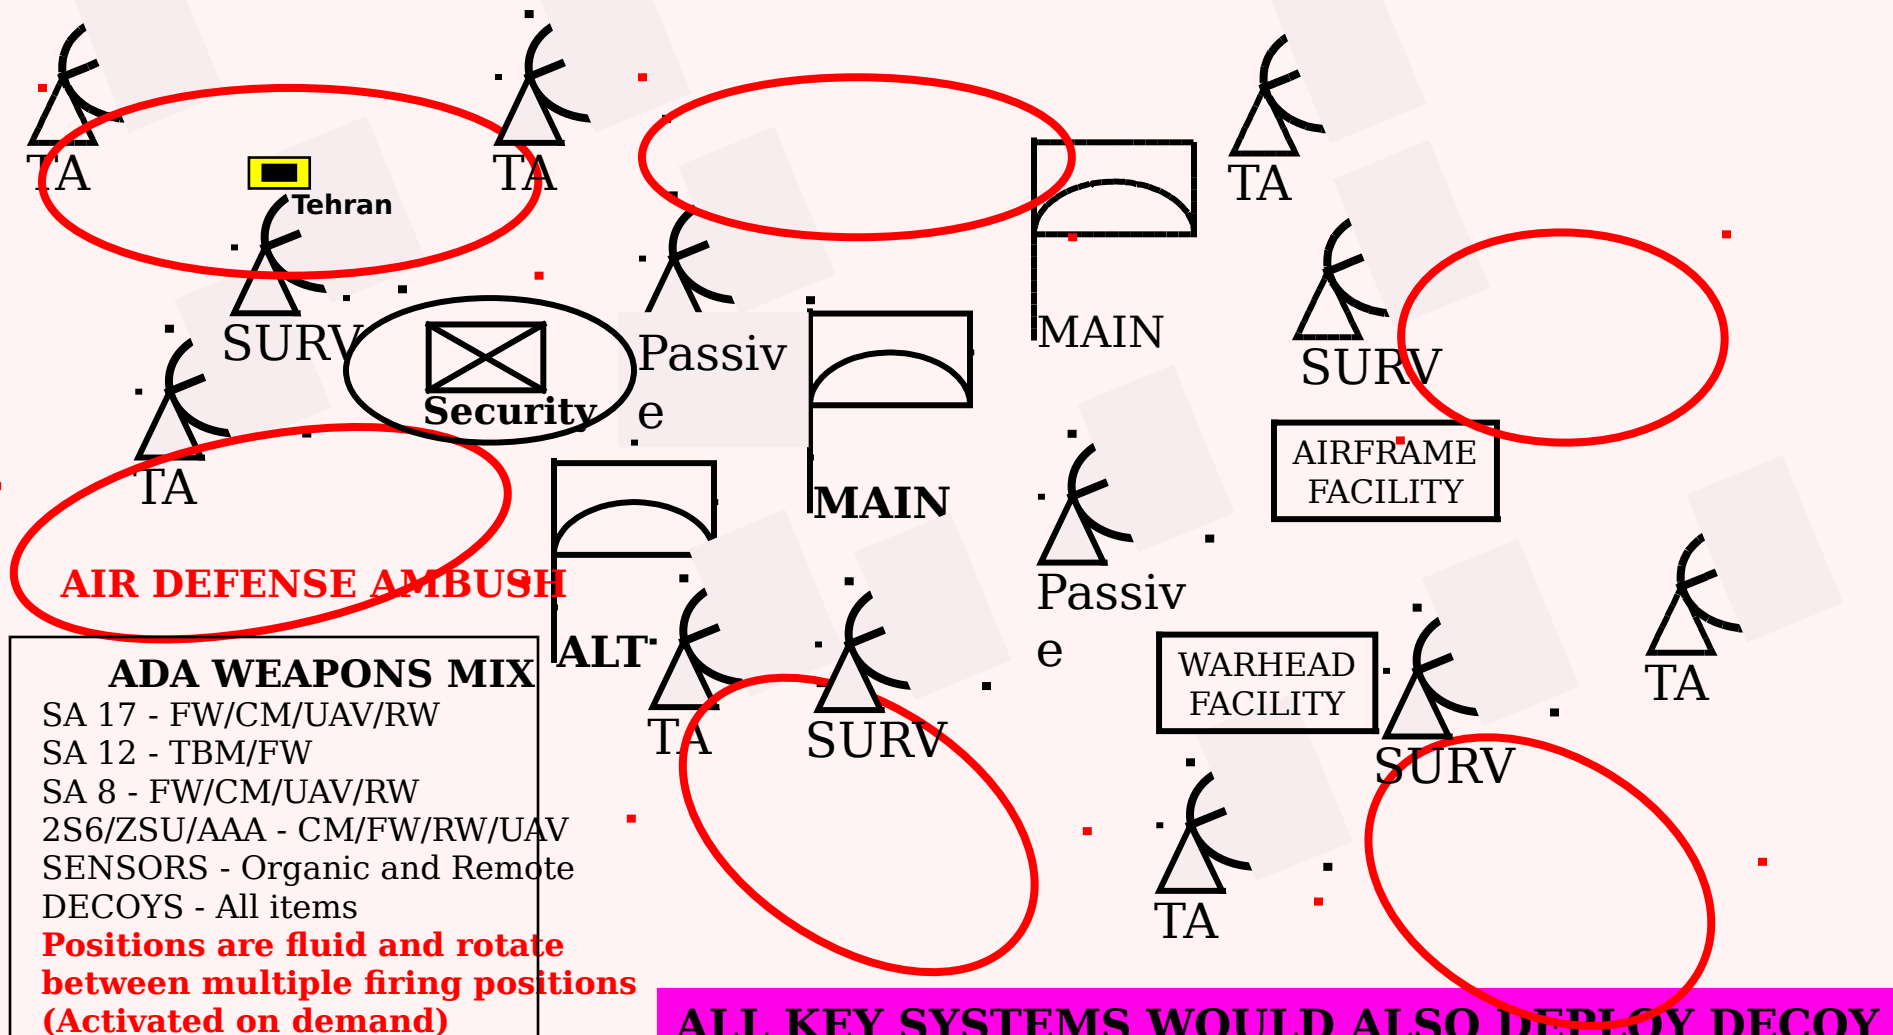 TA
TA
TA
Tehran
SURV
Passiv
e
MAIN
SURV
Security
TA
MAIN
AIRFRAME
FACILITY
AIR DEFENSE AMBUSH
Passiv
e
ALT
TA
SURV
WARHEAD
FACILITY
SURV
TA
TA
ADA WEAPONS MIX
SA 17 - FW/CM/UAV/RW
SA 12 - TBM/FW
SA 8 - FW/CM/UAV/RW
2S6/ZSU/AAA - CM/FW/RW/UAV
SENSORS - Organic and Remote
DECOYS - All items
Positions are fluid and rotate
between multiple firing positions
(Activated on demand)
ALL KEY SYSTEMS WOULD ALSO DEPLOY DECOY